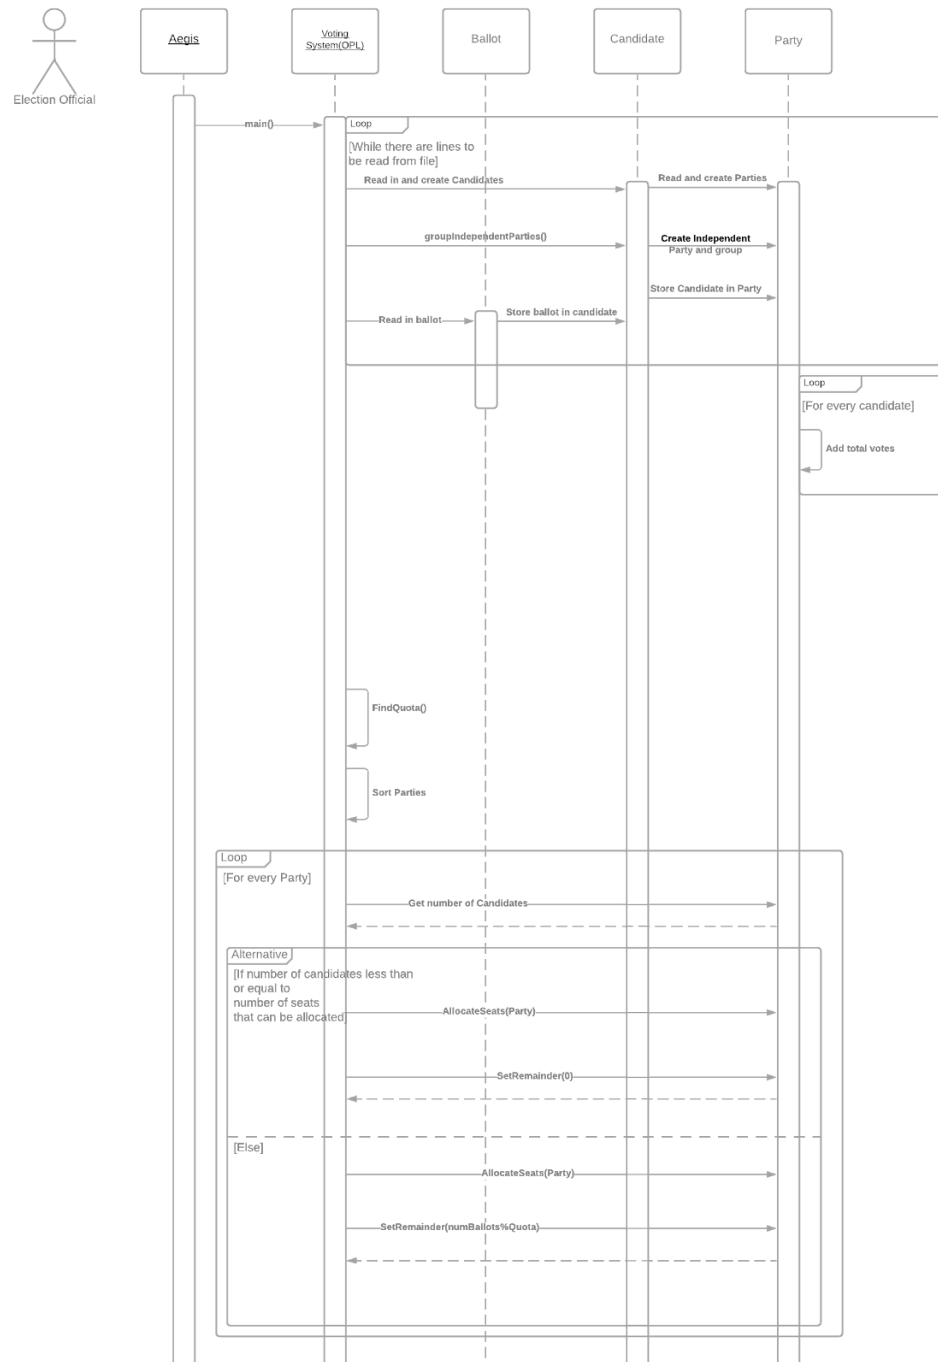 Election Official
Aegis
Voting
System(OPL)
Ballot
Candidate
Party
main()
Loop
[While there are lines to
be read from file]
Read in and create Candidates
Read and create Parties
groupIndependentParties()
Create Independent
Party and group
Store Candidate in Party
Read in ballot
Store ballot in candidate
Loop
[For every candidate]
Add total votes
FindQuota()
Sort Parties
Loop
[For every Party]
Get number of Candidates
Alternative
[If number of candidates less than
or equal to
number of seats
that can be allocated]
AllocateSeats(Party)
SetRemainder(0)
[Else]
AllocateSeats(Party)
SetRemainder(numBallots%Quota)